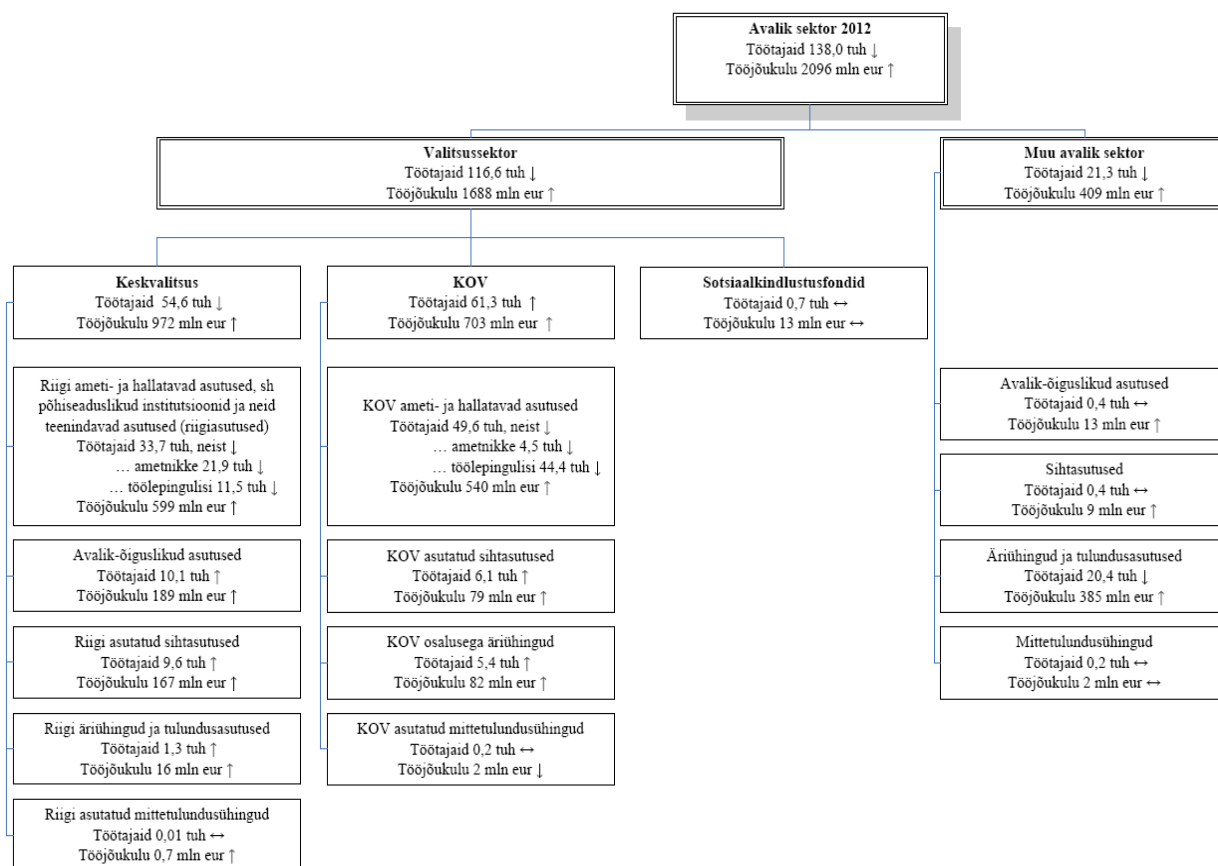 Avalik sektor 2012
Töötajaid 138,0 tuh ↓
Tööjõukulu 2096 mln eur ↑
Valitsussektor
Töötajaid 116,6 tuh ↓
Tööjõukulu 1688 mln eur ↑
Muu avalik sektor
Töötajaid 21,3 tuh ↓
Tööjõukulu 409 mln eur ↑
Keskvalitsus
Töötajaid 54,6 tuh ↓
Tööjõukulu 972 mln eur ↑
KOV
Töötajaid 61,3 tuh ↑
Tööjõukulu 703 mln eur ↑
Sotsiaalkindlustusfondid
Töötajaid 0,7 tuh ↔
Tööjõukulu 13 mln eur ↔
Riigi ameti- ja hallatavad asutused, sh
põhiseaduslikud institutsioonid ja neid
teenindavad asutused (riigiasutused)
Töötajaid 33,7 tuh, neist ↓
… ametnikke 21,9 tuh ↓
… töölepingulisi 11,5 tuh ↓
Tööjõukulu 599 mln eur ↑
Avalik-õiguslikud asutused
Töötajaid 10,1 tuh ↑
Tööjõukulu 189 mln eur ↑
Riigi asutatud sihtasutused
Töötajaid 9,6 tuh ↑
Tööjõukulu 167 mln eur ↑
Riigi äriühingud ja tulundusasutused
Töötajaid 1,3 tuh ↑
Tööjõukulu 16 mln eur ↑
Riigi asutatud mittetulundusühingud
Töötajaid 0,01 tuh ↔
Tööjõukulu 0,7 mln eur ↑
KOV ameti- ja hallatavad asutused
Töötajaid 49,6 tuh, neist ↓
… ametnikke 4,5 tuh ↓
… töölepingulisi 44,4 tuh ↓
Tööjõukulu 540 mln eur ↑
KOV asutatud sihtasutused
Töötajaid 6,1 tuh ↑
Tööjõukulu 79 mln eur ↑
KOV osalusega äriühingud
Töötajaid 5,4 tuh ↑
Tööjõukulu 82 mln eur ↑
KOV asutatud mittetulundusühingud
Töötajaid 0,2 tuh ↔
Tööjõukulu 2 mln eur ↓
Avalik-õiguslikud asutused
Töötajaid 0,4 tuh ↔
Tööjõukulu 13 mln eur ↑
Sihtasutused
Töötajaid 0,4 tuh ↔
Tööjõukulu 9 mln eur ↑
Äriühingud ja tulundusasutused
Töötajaid 20,4 tuh ↓
Tööjõukulu 385 mln eur ↑
Mittetulundusühingud
Töötajaid 0,2 tuh ↔
Tööjõukulu 2 mln eur ↔